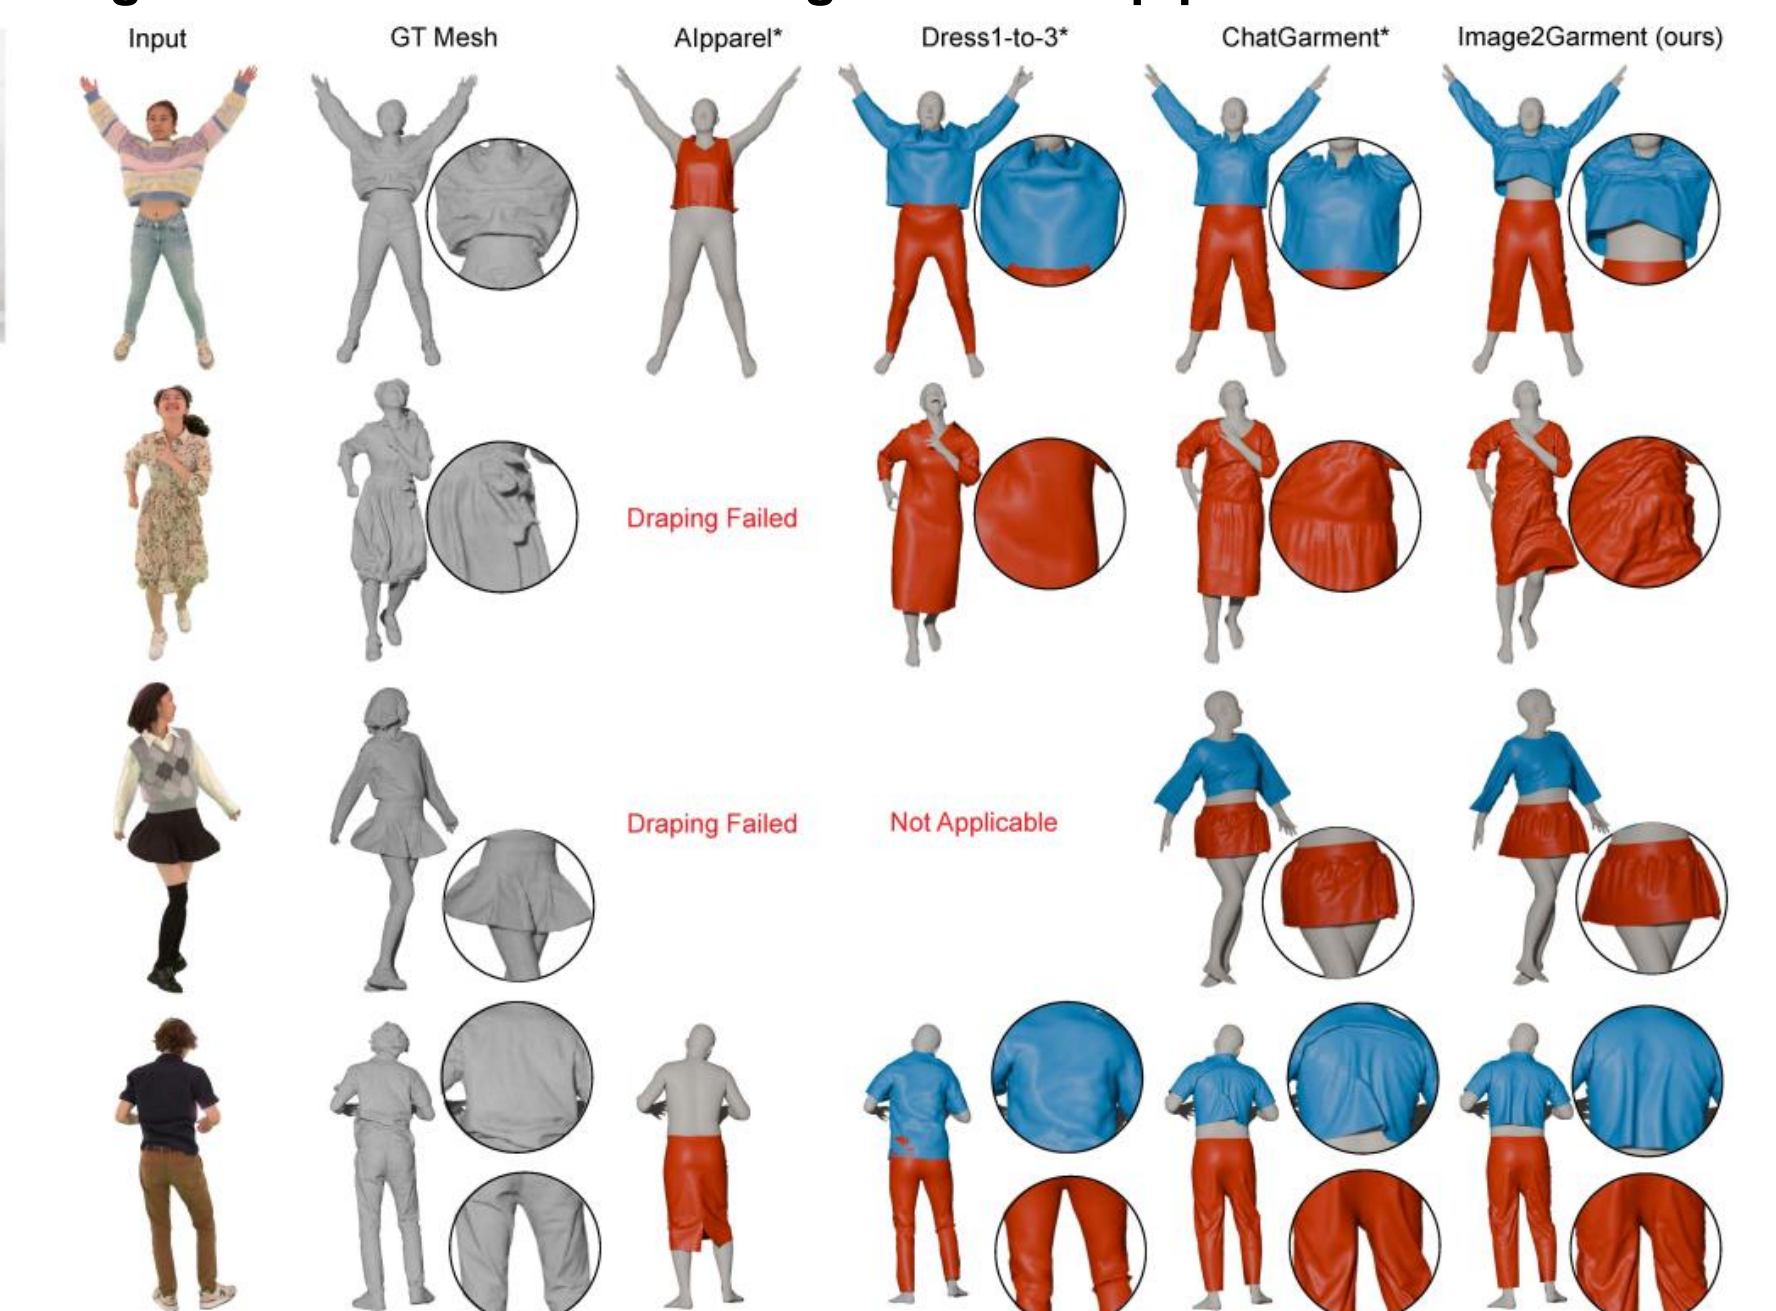 Input GT Mesh AIpparel* Dress1-to-3* ChatGarment* Image2Garment (ours)
Draping Failed
Draping Failed Not Applicable